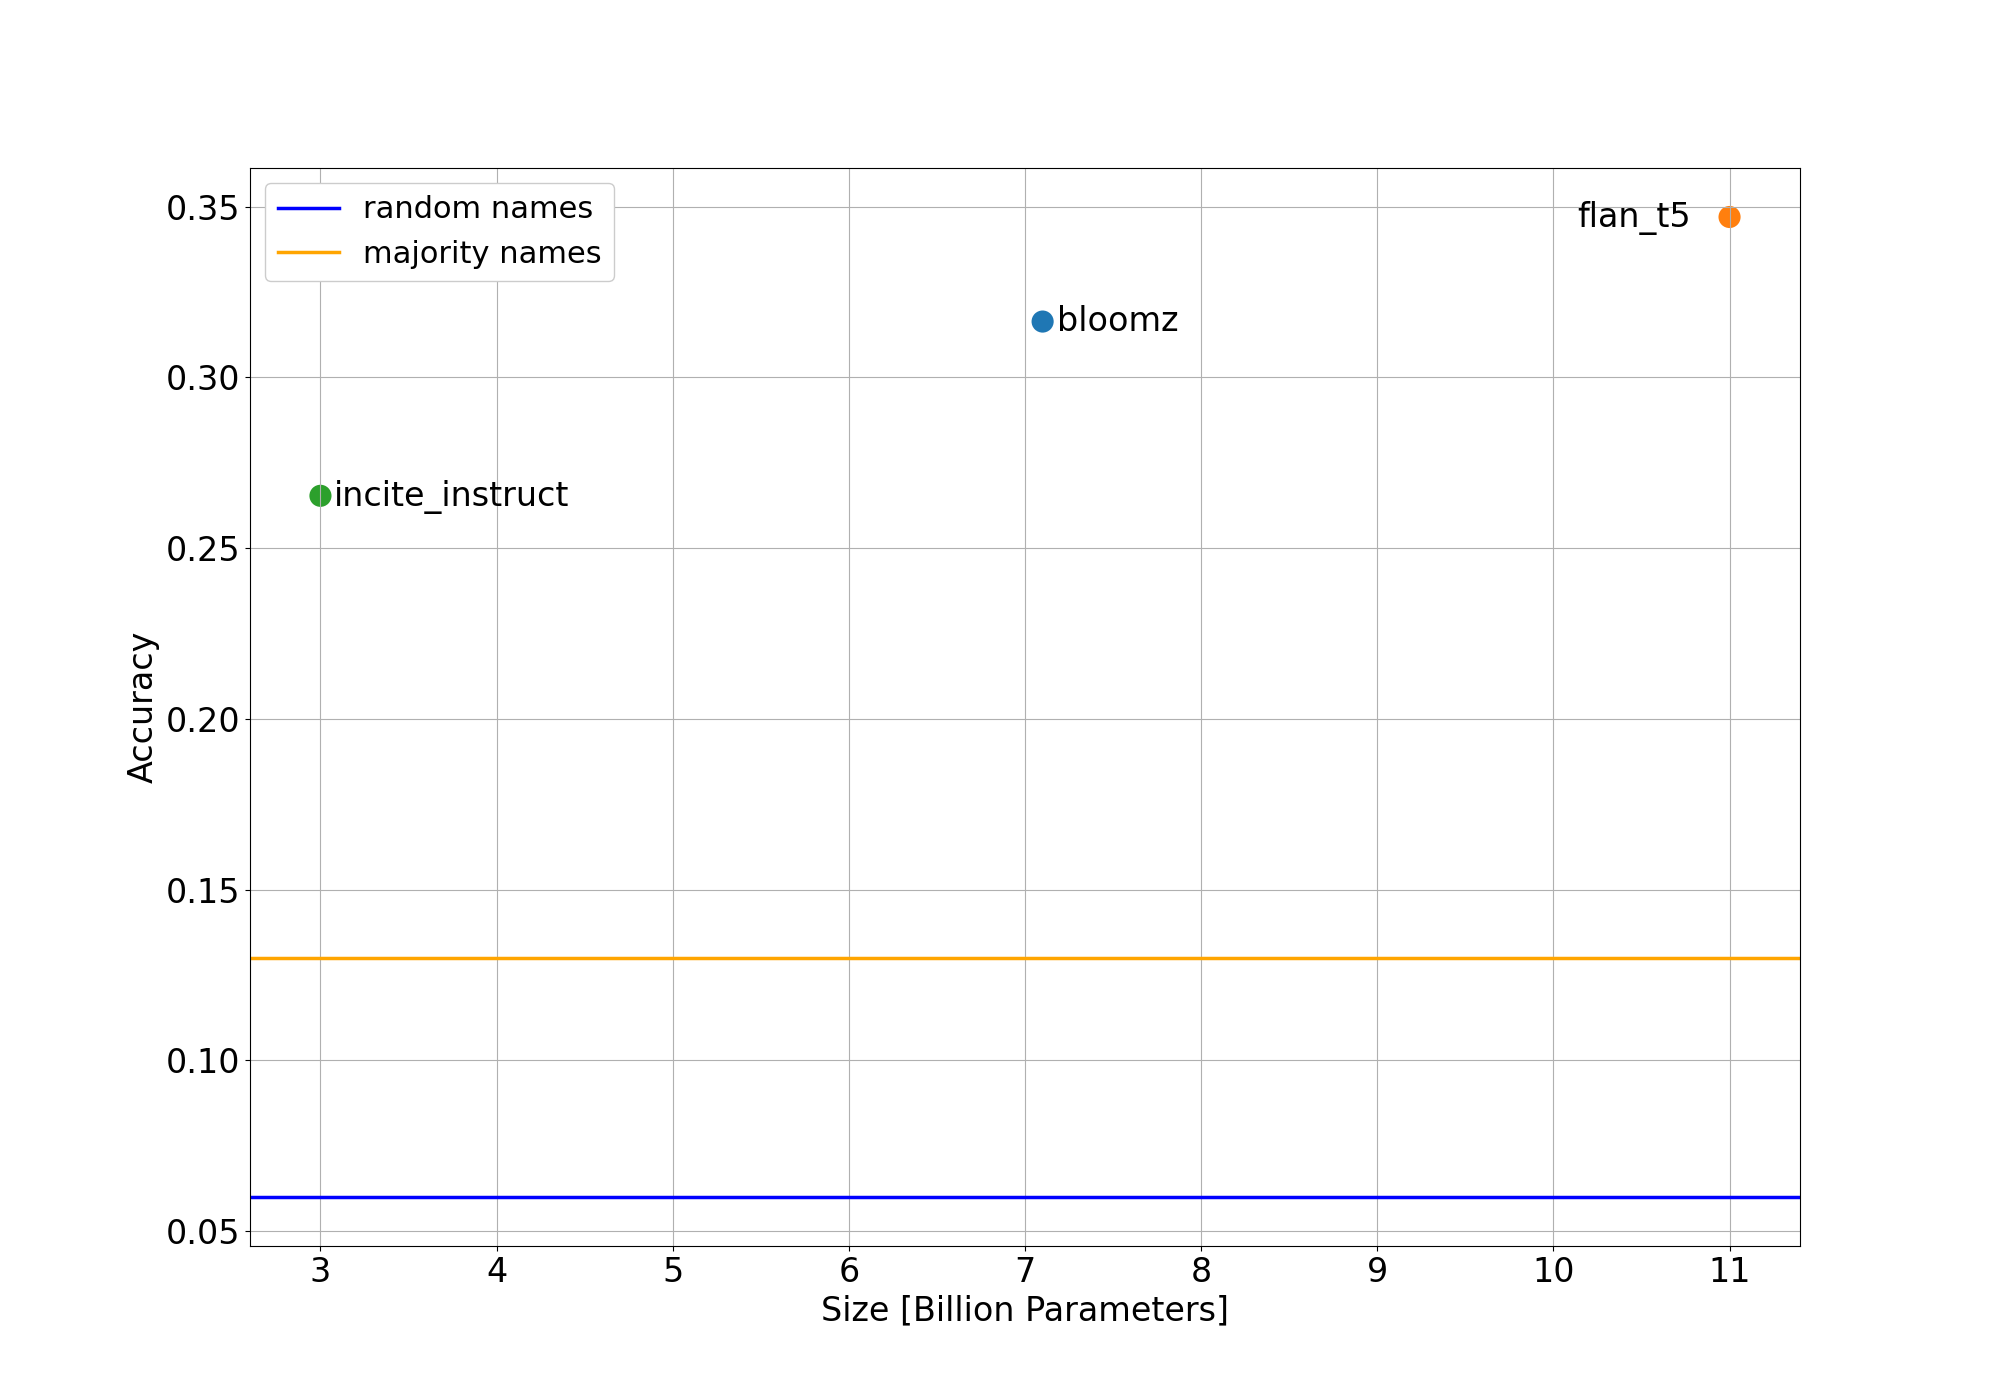 random names
majority names
flan_t5
bloomz
incite_instruct
0.35
0.30
0.25
0.20
0.15
0.10
0.05
Accuracy
3 4 5 6 7 8 9 10 11
Size [Billion Parameters]